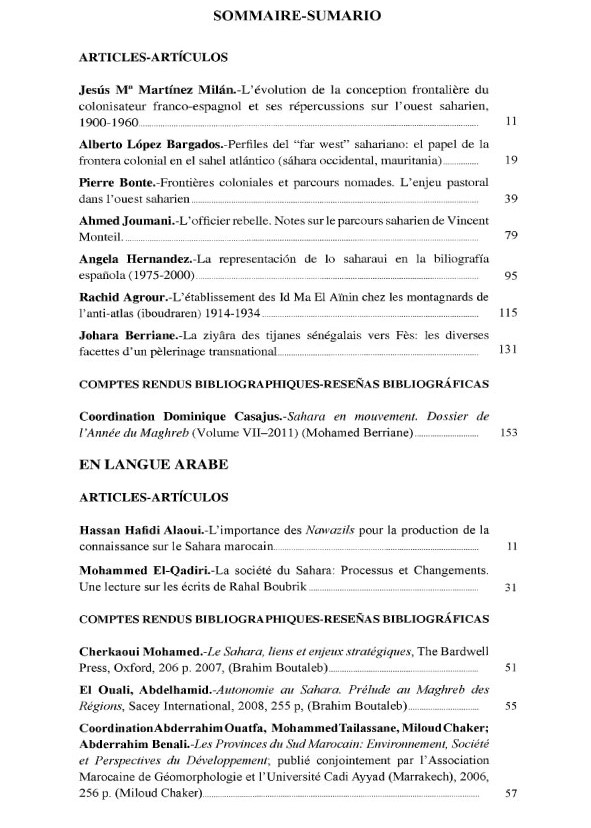 SOMMAIRE-SUMARIO
ARTICLES-ARTÍCULOS
Jesús Mª Martínez Milán.-L'évolution de la conception frontalière du
colonisateur franco-espagnol et ses répercussions sur l'ouest saharien,
1900-1960 11
Alberto López Bargados.-Perfiles del "far west" sahariano: el papel de la
frontera colonial en el sahel atlántico (sáhara occidental, mauritania) 19
Pierre Bonte.-Frontières coloniales et parcours nomades. L'enjeu pastoral
dans l'ouest saharien 39
Ahmed Joumani.-L'officier rebelle. Notes sur le parcours saharien de Vincent
Monteil. 79
Angela Hernandez.-La representación de lo saharaui en la biliografía
española (1975-2000) 95
Rachid Agrour.-L'établissement des Id Ma El Aïnin chez les montagnards de
l'anti-atlas (iboudraren) 1914-1934 115
Johara Berriane.-La ziyâra des tijanes sénégalais vers Fès: les diverses
facettes d'un pèlerinage transnational 131
COMPTES RENDUS BIBLIOGRAPHIQUES-RESEÑAS BIBLIOGRÁFICAS
Coordination Dominique Casajus.-Sahara en mouvement. Dossier de
l'Année du Maghreb (Volume VII–2011) (Mohamed Berriane) 153
EN LANGUE ARABE
ARTICLES-ARTÍCULOS
Hassan Hafidi Alaoui.-L'importance des Nawazils pour la production de la
connaissance sur le Sahara marocain 11
Mohammed El-Qadiri.-La société du Sahara: Processus et Changements.
Une lecture sur les écrits de Rahal Boubrik 31
COMPTES RENDUS BIBLIOGRAPHIQUES-RESEÑAS BIBLIOGRÁFICAS
Cherkaoui Mohamed.-Le Sahara, liens et enjeux stratégiques, The Bardwell
Press, Oxford, 206 p. 2007, (Brahim Boutaleb) 51
El Ouali, Abdelhamid.-Autonomie au Sahara. Prélude au Maghreb des
Régions, Sacey International, 2008, 255 p, (Brahim Boutaleb) 55
Coordination Abderrahim Ouatfa, Mohammed Tailassane, Miloud Chaker;
Abderrahim Benali.-Les Provinces du Sud Marocain: Environnement, Société
et Perspectives du Développement; publié conjointement par l'Association
Marocaine de Géomorphologie et l'Université Cadi Ayyad (Marrakech), 2006,
256 p. (Miloud Chaker) 57